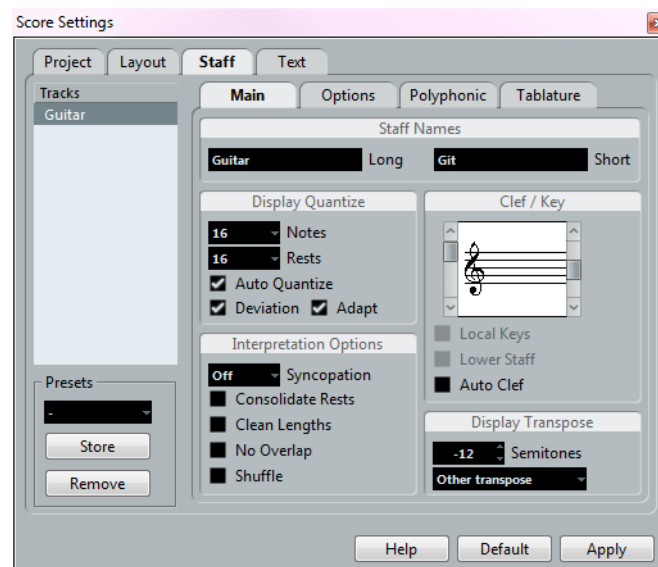 Score Settings
Project Layout Staff Text
Tracks
Guitar
Main Options Polyphonic Tablature
Staff Names
Guitar Long Git Short
Display Quantize
16 Notes
16 Rests
Auto Quantize
Deviation Adapt
Clef / Key
Local Keys
Lower Staff
Auto Clef
Interpretation Options
Off Syncopation
Consolidate Rests
Clean Lengths
No Overlap
Shuffle
Display Transpose
-12 Semitones
Other transpose
Presets
-
Store
Remove
Help Default Apply